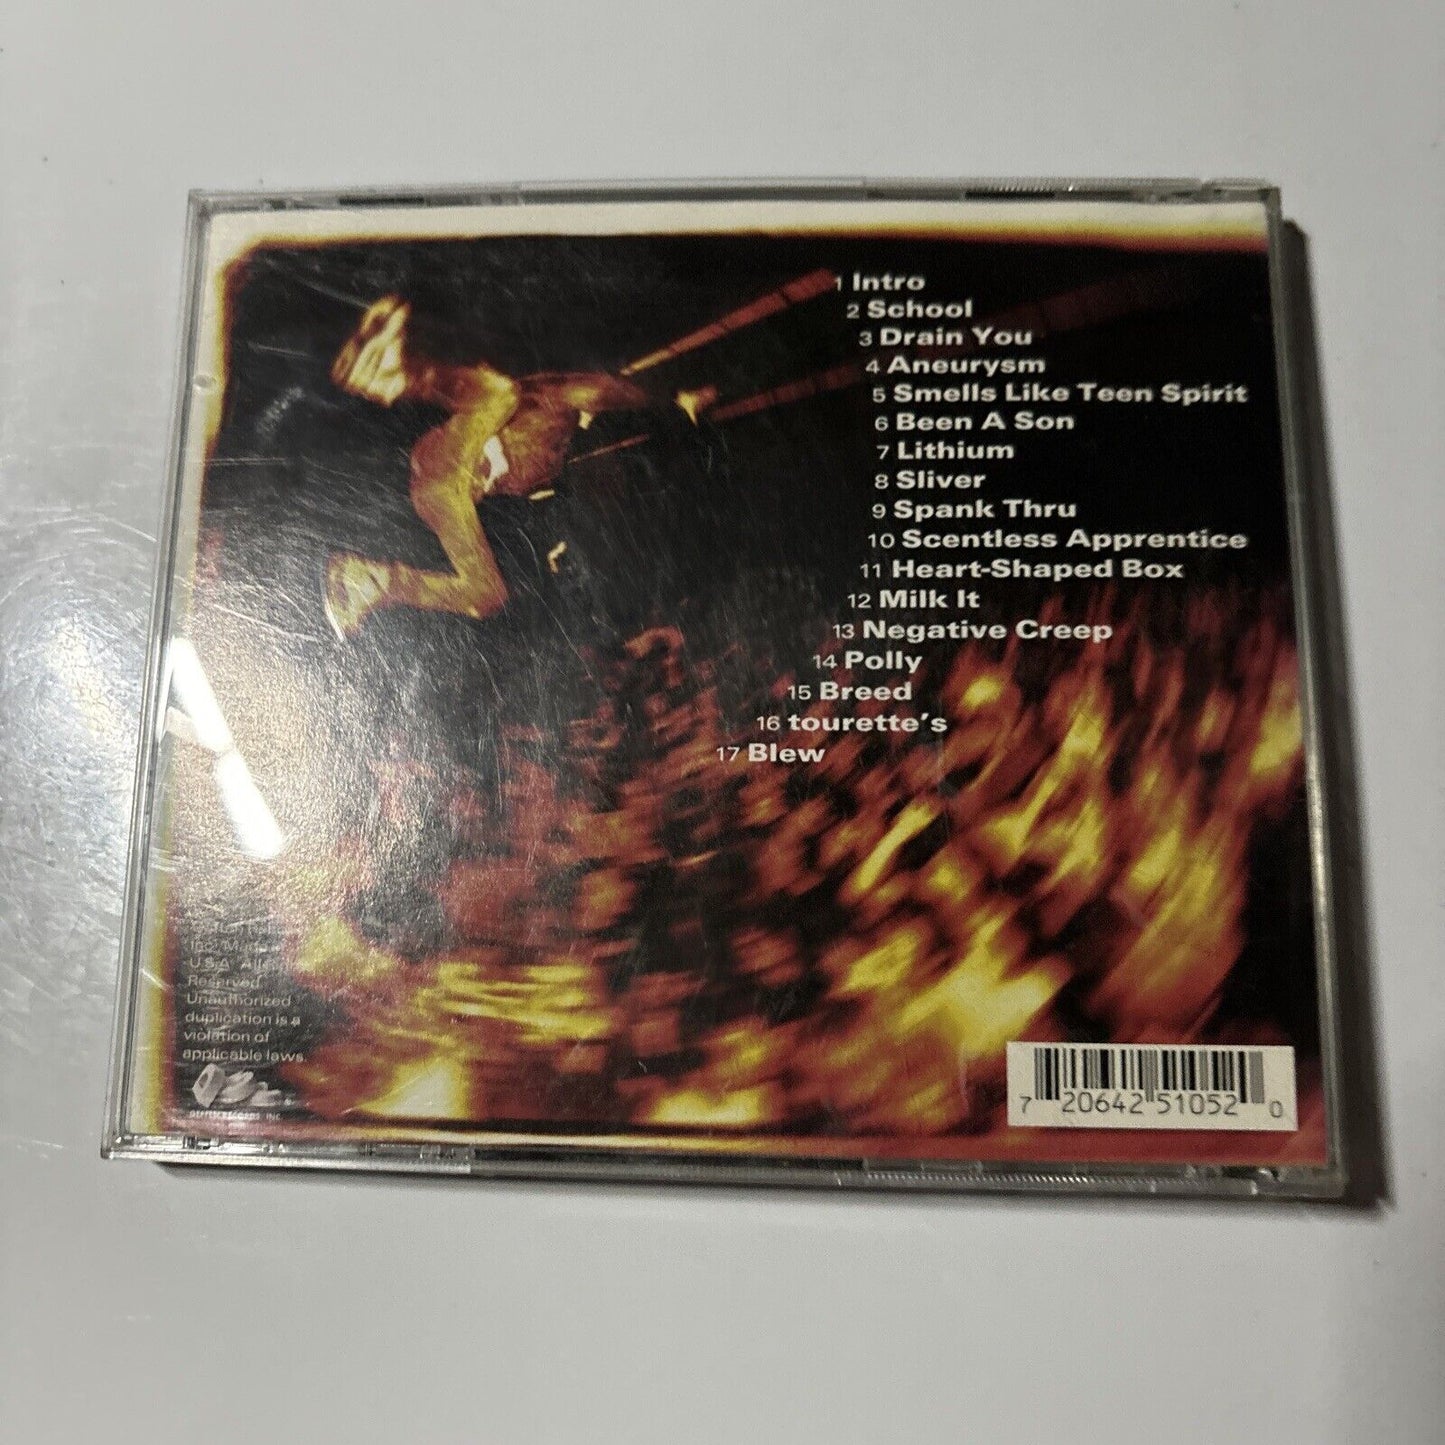 1 Intro
2 School
3 Drain You
4 Aneurysm
5 Smells Like Teen Spirit
6 Been A Son
7 Lithium
8 Sliver
9 Spank Thru
10 Scentless Apprentice
11 Heart-Shaped Box
12 Milk It
13 Negative Creep
14 Polly
15 Breed
16 tourette's
17 Blew
U.S.A.
Reserved.
Unauthorized
duplication is a
violation of
applicable laws.
7 20642 51052 0